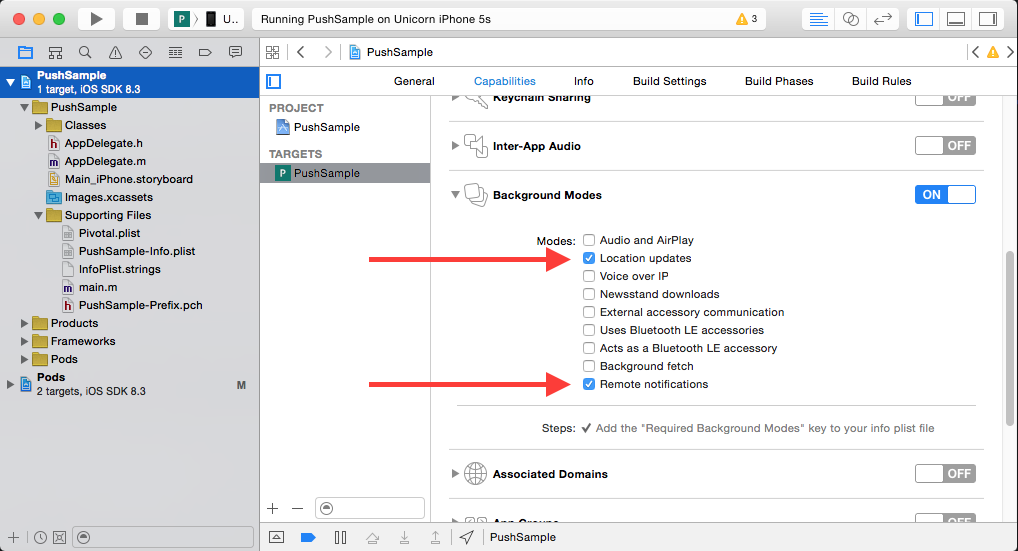 P
U...
Running PushSample on Unicorn iPhone 5s
3
PushSample
1 target, iOS SDK 8.3
PushSample
Classes
h AppDelegate.h
m AppDelegate.m
Main_iPhone.storyboard
Images.xcassets
Supporting Files
Pivotal.plist
PushSample-Info.plist
InfoPlist.strings
m main.m
h PushSample-Prefix.pch
Products
Frameworks
Pods
Pods
M
2 targets, iOS SDK 8.3
PushSample
General
Capabilities
Info
Build Settings
Build Phases
Build Rules
PROJECT
PushSample
TARGETS
P PushSample
Keychain Sharing
OFF
Inter-App Audio
OFF
Background Modes
ON
Modes:
Audio and AirPlay
Location updates
Voice over IP
Newsstand downloads
External accessory communication
Uses Bluetooth LE accessories
Acts as a Bluetooth LE accessory
Background fetch
Remote notifications
Steps: ✓ Add the "Required Background Modes" key to your info plist file
Associated Domains
OFF
App Groups
OFF
PushSample